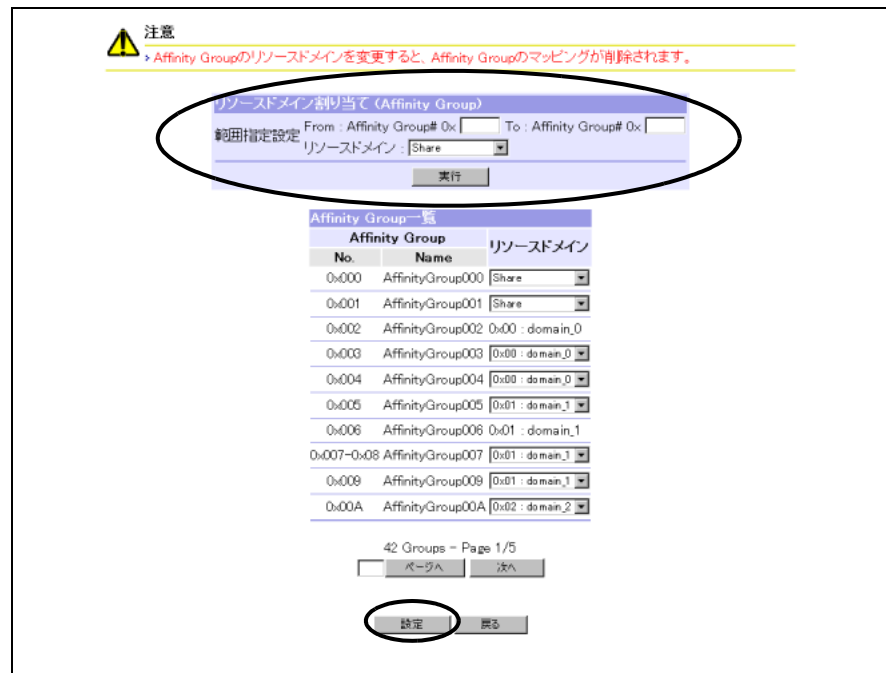 注意
Affinity Groupのリソースドメインを変更すると、Affinity Groupのマッピングが削除されます。
リソースドメイン割り当て (Affinity Group)
範囲指定設定 From : Affinity Group# 0x To : Affinity Group# 0x
リソースドメイン : Share
実行
Affinity Group一覧
Affinity Group リソースドメイン
No. Name
0x000 AffinityGroup000 Share
0x001 AffinityGroup001 Share
0x002 AffinityGroup002 0x00 : domain_0
0x003 AffinityGroup003 0x00 : domain_0
0x004 AffinityGroup004 0x00 : domain_0
0x005 AffinityGroup005 0x01 : domain_1
0x006 AffinityGroup006 0x01 : domain_1
0x007-0x08 AffinityGroup007 0x01 : domain_1
0x009 AffinityGroup009 0x01 : domain_1
0x00A AffinityGroup00A 0x02 : domain_2
42 Groups - Page 1/5
ページへ 次へ
設定 戻る